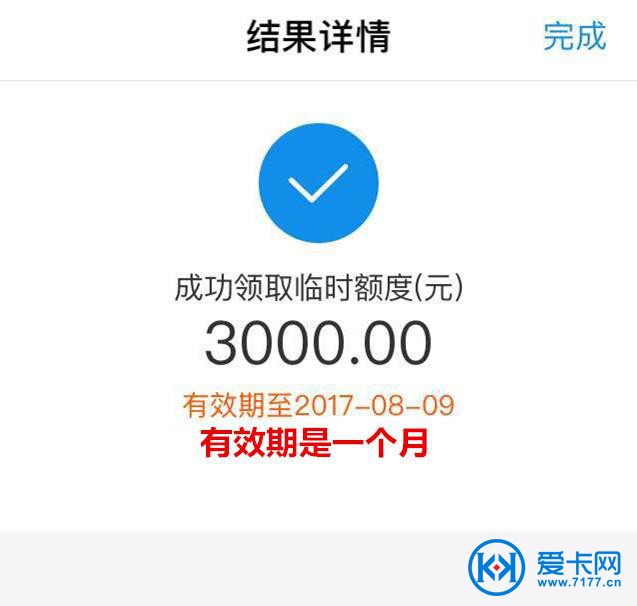 结果详情
完成
成功领取临时额度(元)
3000.00
有效期至2017-08-09
有效期是一个月
爱卡网
www.7177.cn